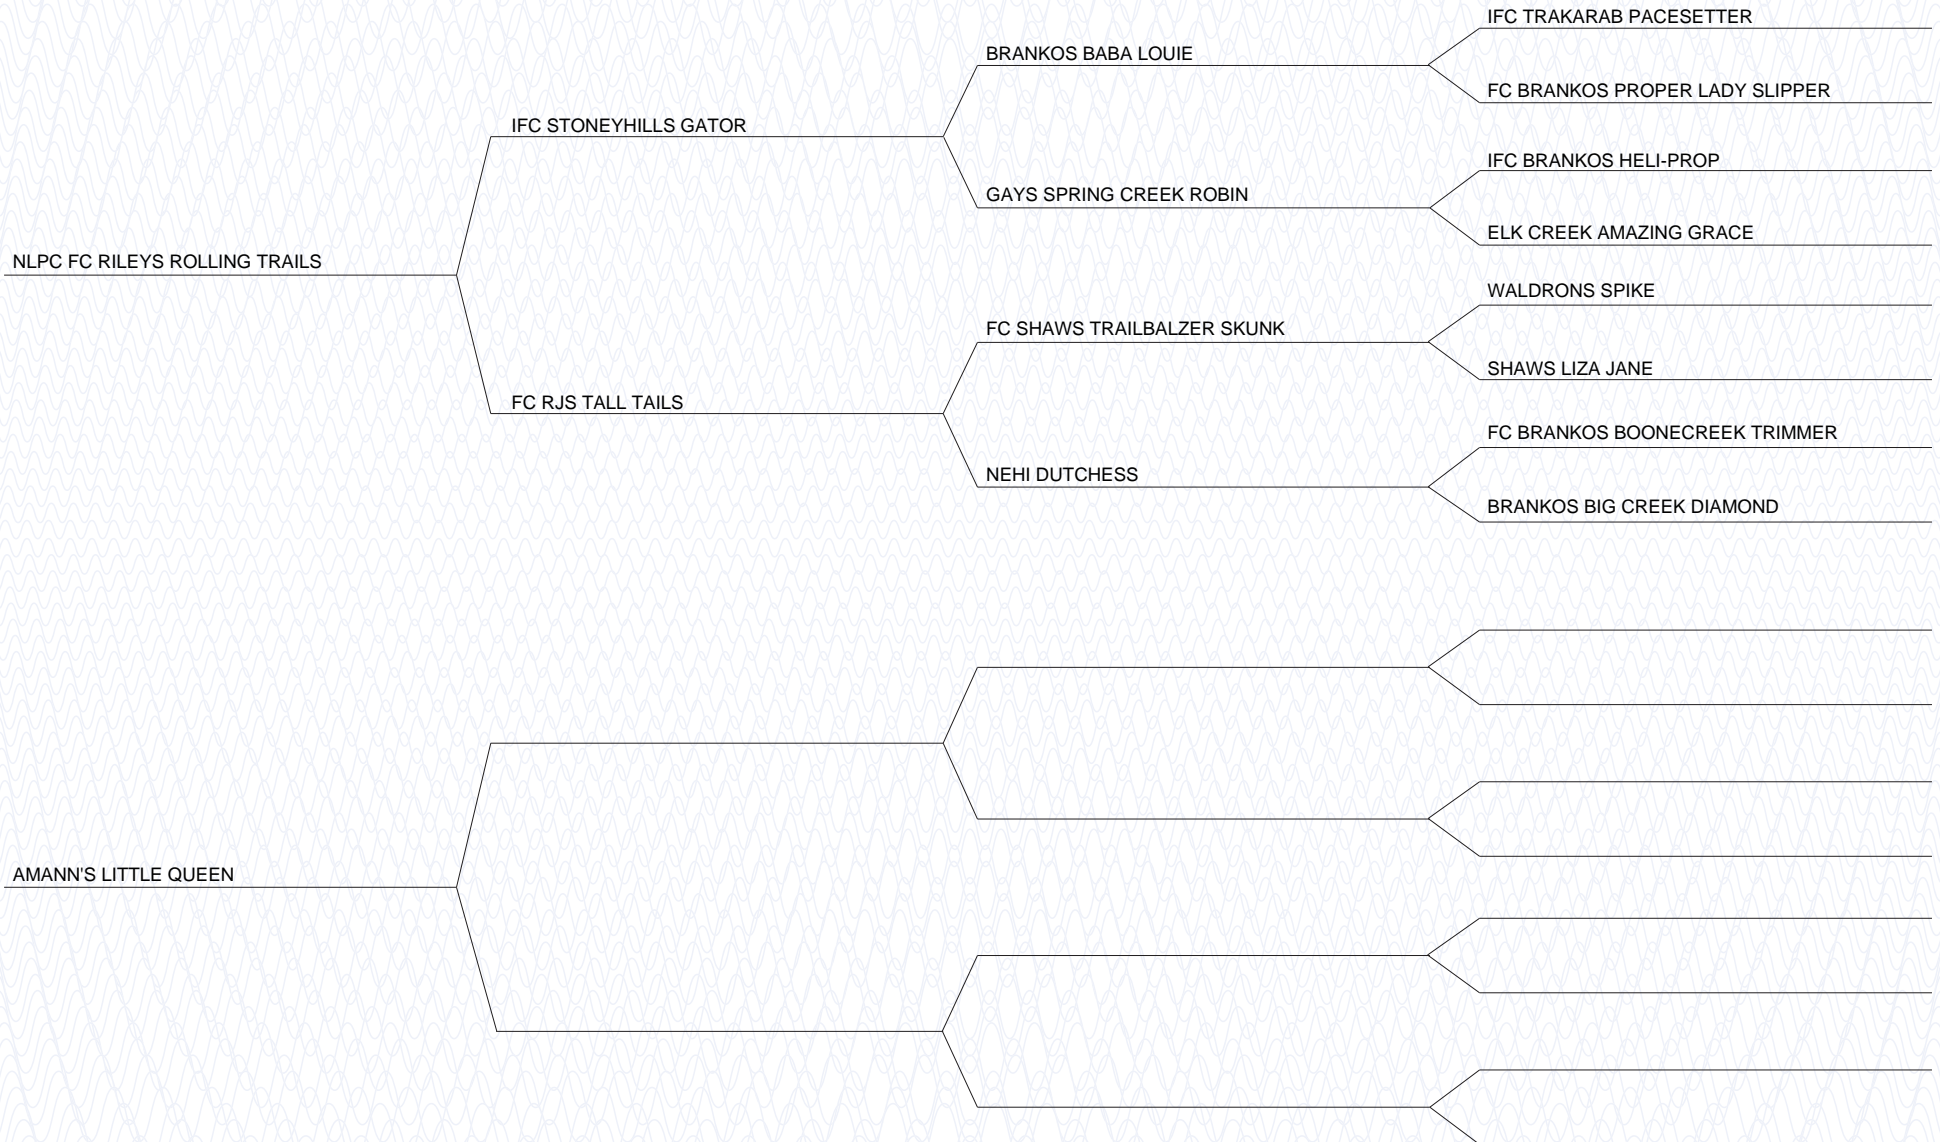 IFC TRAKARAB PACESETTER
BRANKOS BABA LOUIE
FC BRANKOS PROPER LADY SLIPPER
IFC STONEYHILLS GATOR
IFC BRANKOS HELI-PROP
GAYS SPRING CREEK ROBIN
ELK CREEK AMAZING GRACE
NLPC FC RILEYS ROLLING TRAILS
WALDRONS SPIKE
FC SHAWS TRAILBALZER SKUNK
SHAWS LIZA JANE
FC RJS TALL TAILS
FC BRANKOS BOONECREEK TRIMMER
NEHI DUTCHESS
BRANKOS BIG CREEK DIAMOND
AMANN'S LITTLE QUEEN